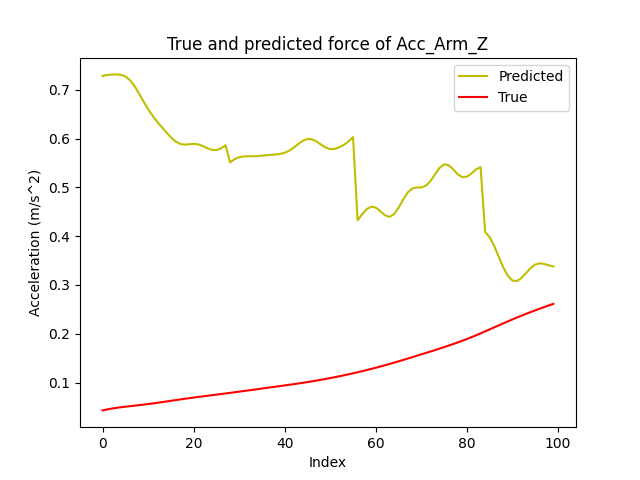 True and predicted force of Acc_Arm_Z
Predicted
True
0.7
0.6
0.5
0.4
0.3
0.2
0.1
Acceleration (m/s^2)
0 20 40 60 80 100
Index